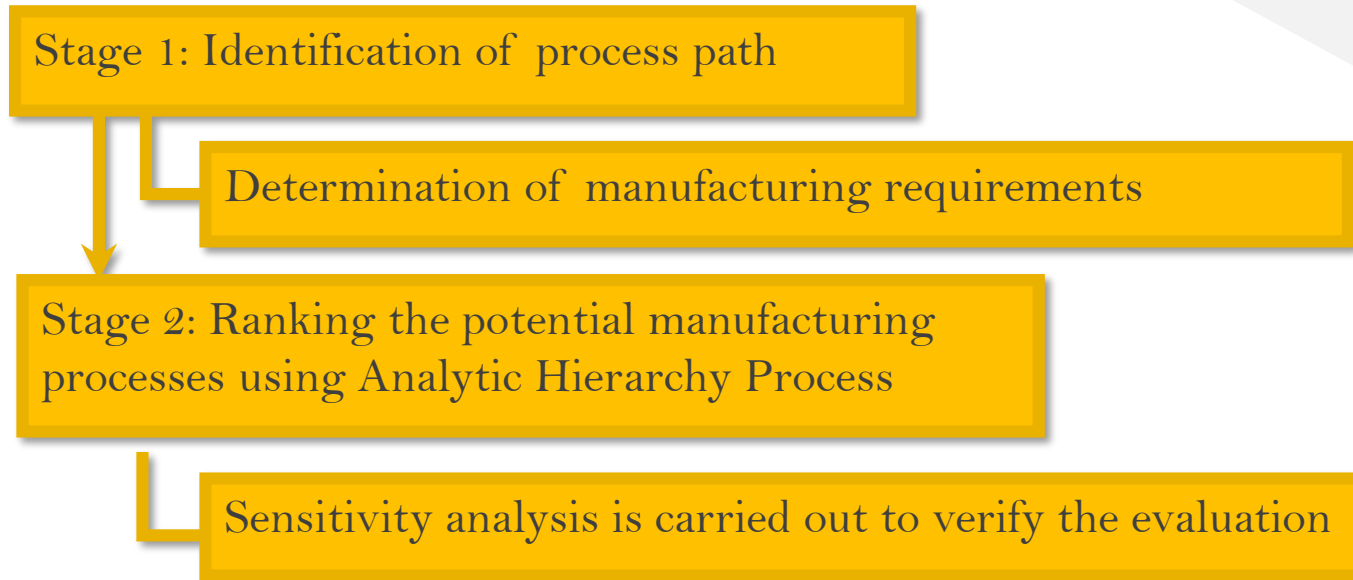 Stage 1: Identification of process path
Determination of manufacturing requirements
Stage 2: Ranking the potential manufacturing
processes using Analytic Hierarchy Process
Sensitivity analysis is carried out to verify the evaluation